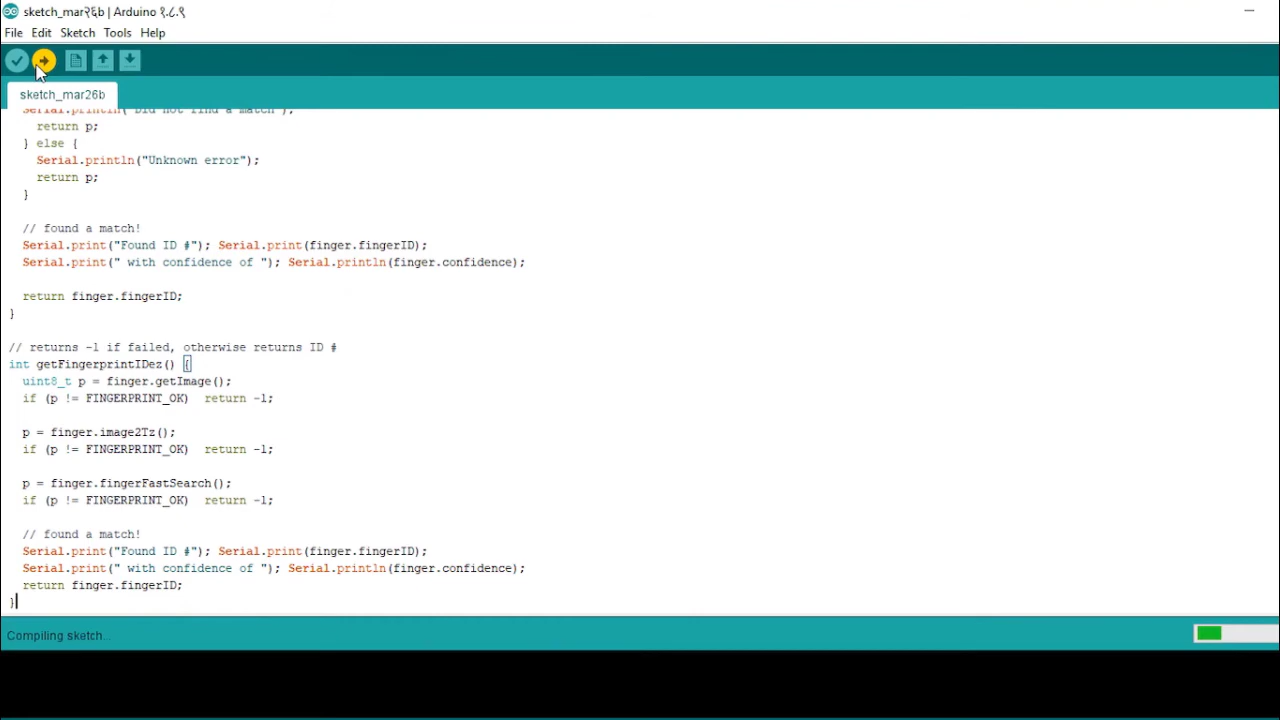 sketch_mar२६b | Arduino १.८.९
File Edit Sketch Tools Help
sketch_mar26b
Serial.println("Did not find a match");
return p;
} else {
Serial.println("Unknown error");
return p;
}
// found a match!
Serial.print("Found ID #"); Serial.print(finger.fingerID);
Serial.print(" with confidence of "); Serial.println(finger.confidence);
return finger.fingerID;
}
// returns -1 if failed, otherwise returns ID #
int getFingerprintIDez() {
uint8_t p = finger.getImage();
if (p != FINGERPRINT_OK)  return -1;
p = finger.image2Tz();
if (p != FINGERPRINT_OK)  return -1;
p = finger.fingerFastSearch();
if (p != FINGERPRINT_OK)  return -1;
// found a match!
Serial.print("Found ID #"); Serial.print(finger.fingerID);
Serial.print(" with confidence of "); Serial.println(finger.confidence);
return finger.fingerID;
}
Compiling sketch...